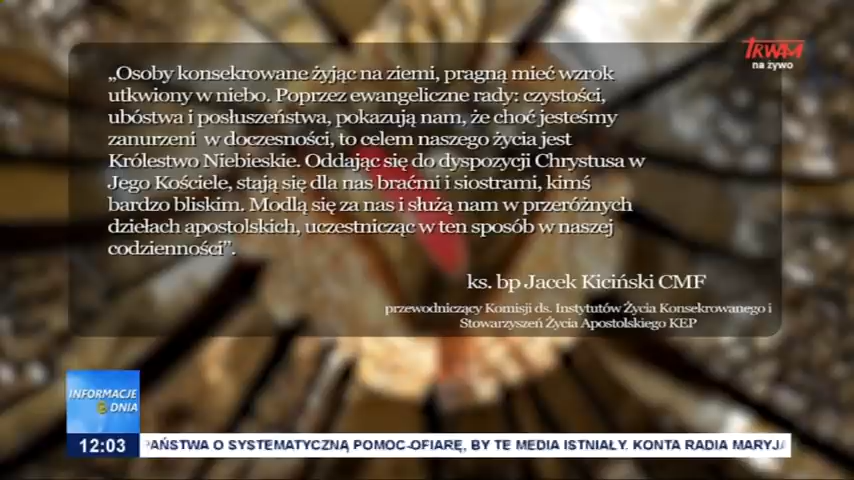 TRWAM
na żywo
„Osoby konsekrowane żyjąc na ziemi, pragną mieć wzrok
utkwiony w niebo. Poprzez ewangeliczne rady: czystości,
ubóstwa i posłuszeństwa, pokazują nam, że choć jesteśmy
zanurzeni w doczesności, to celem naszego życia jest
Królestwo Niebieskie. Oddając się do dyspozycji Chrystusa w
Jego Kościele, stają się dla nas braćmi i siostrami, kimś
bardzo bliskim. Modlą się za nas i służą nam w przeróżnych
dziełach apostolskich, uczestnicząc w ten sposób w naszej
codzienności”.
ks. bp Jacek Kiciński CMF
przewodniczący Komisji ds. Instytutów Życia Konsekrowanego i
Stowarzyszeń Życia Apostolskiego KEP
INFORMACJE
DNIA
12:03 PAŃSTWA O SYSTEMATYCZNĄ POMOC-OFIARĘ, BY TE MEDIA ISTNIAŁY. KONTA RADIA MARYJA